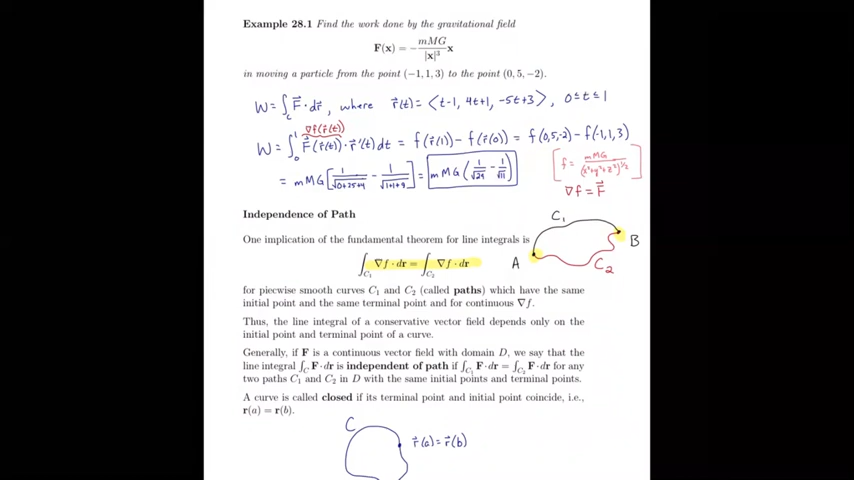 Example 28.1 Find the work done by the gravitational field
F(x) = -mMG/|x|³ x
in moving a particle from the point (−1, 1, 3) to the point (0, 5, −2).
W = ∫_C F⃗ · dr⃗ , where r⃗(t) = <t-1, 4t+1, -5t+3>, 0≤t≤1
∇f(r⃗(t))
W = ∫₀¹ F⃗(r⃗(t)) · r⃗'(t) dt = f(r⃗(1)) - f(r⃗(0)) = f(0,5,-2) - f(-1,1,3)
[f = mMG/(x²+y²+z²)^{1/2}
∇f = F⃗]
= mMG [1/√(0+25+4) - 1/√(1+1+9)] = mMG (1/√29 - 1/√11)
Independence of Path
C₁
One implication of the fundamental theorem for line integrals is
A
B
C₂
∫_{C₁} ∇f · dr = ∫_{C₂} ∇f · dr
for piecwise smooth curves C₁ and C₂ (called paths) which have the same
initial point and the same terminal point and for continuous ∇f.
Thus, the line integral of a conservative vector field depends only on the
initial point and terminal point of a curve.
Generally, if F is a continuous vector field with domain D, we say that the
line integral ∫_C F · dr is independent of path if ∫_{C₁} F · dr = ∫_{C₂} F · dr for any
two paths C₁ and C₂ in D with the same initial points and terminal points.
A curve is called closed if its terminal point and initial point coincide, i.e.,
r(a) = r(b).
C
r⃗(a) = r⃗(b)